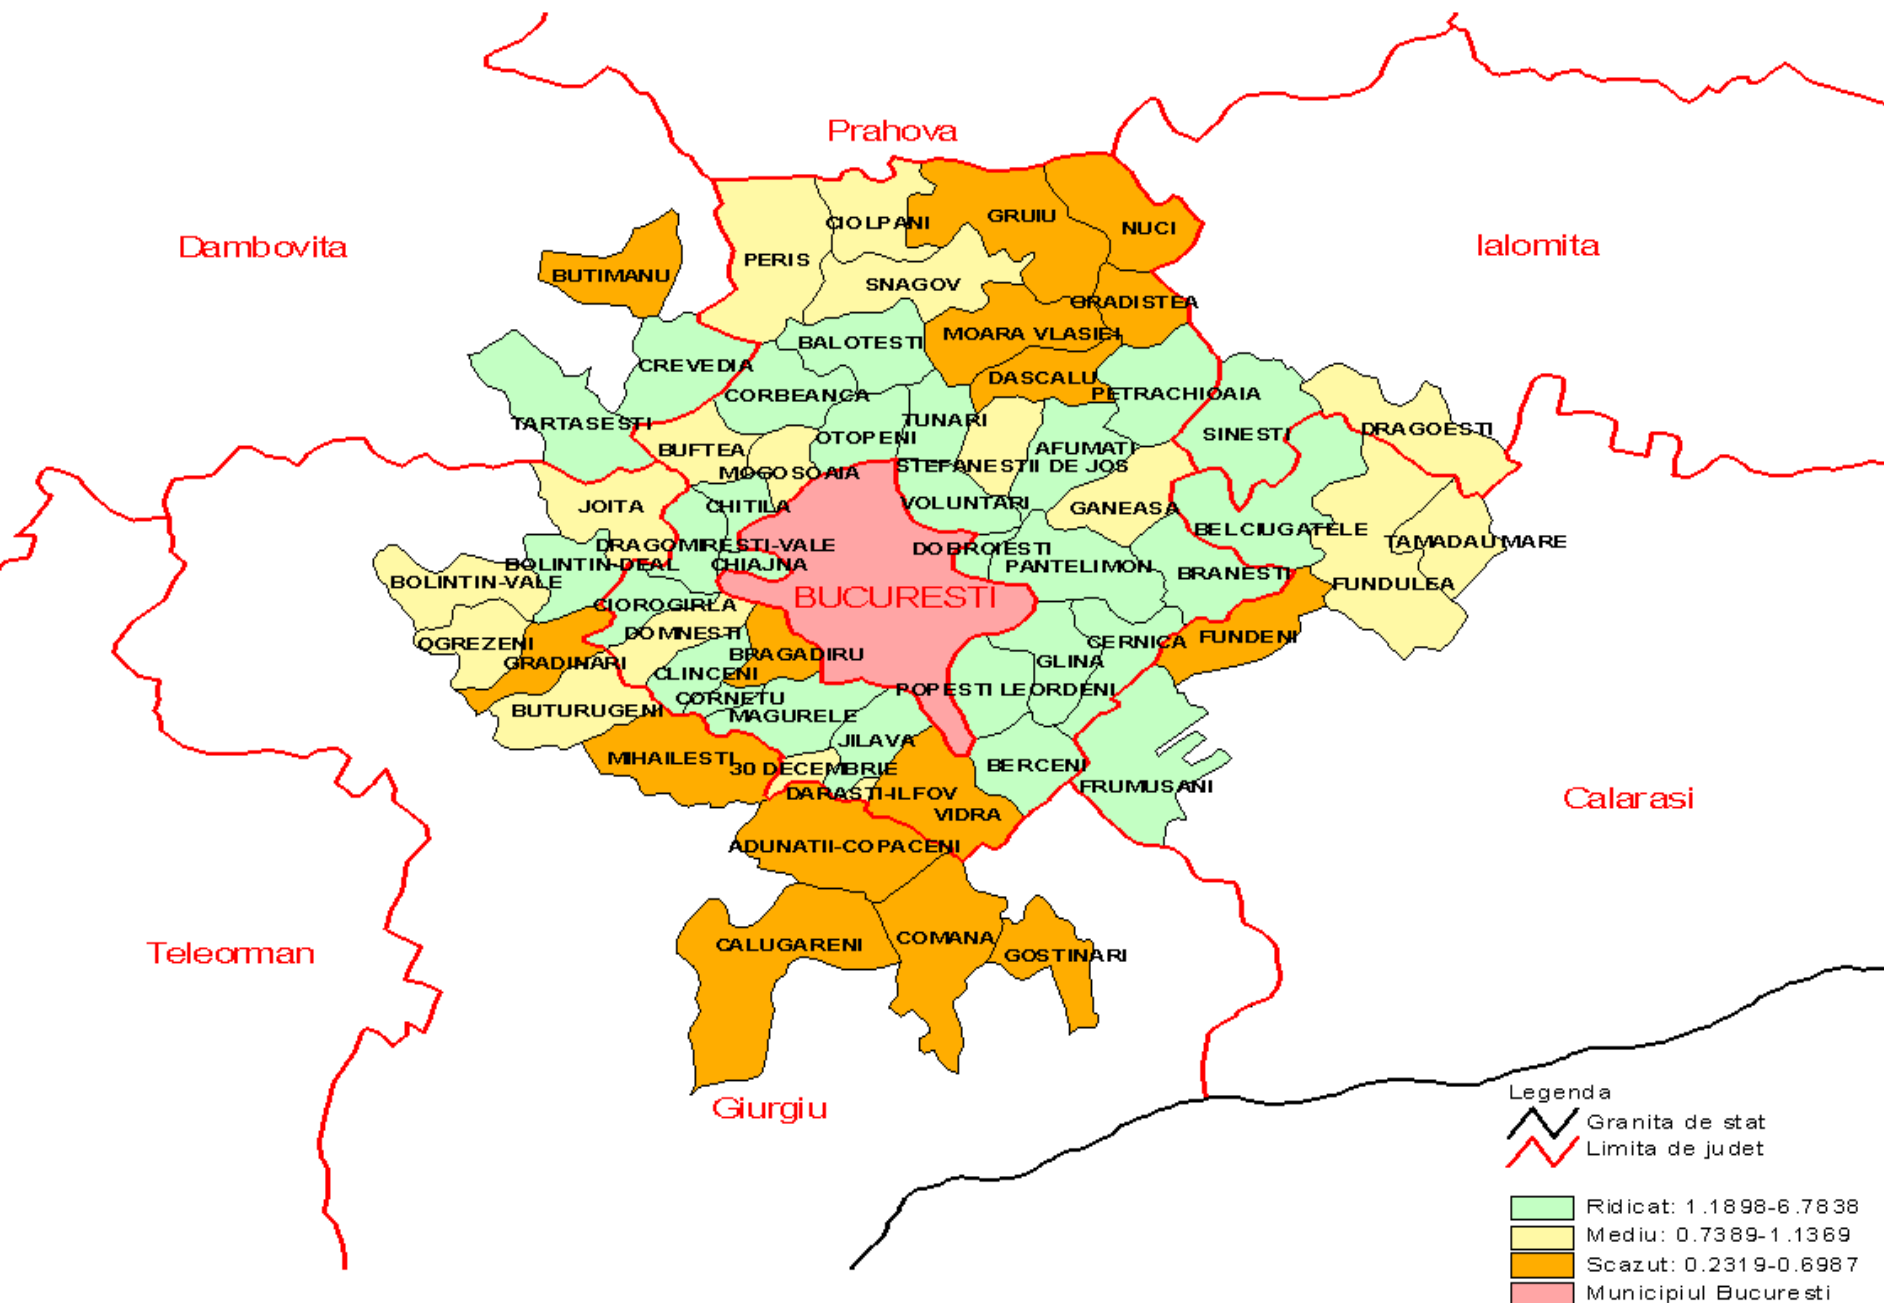 Prahova
Dambovita
Ialomita
CIOLPANI
GRUIU
NUCI
PERIS
BUTIMANU
SNAGOV
GRADISTEA
MOARA VLASIEI
BALOTESTI
CREVEDIA
DASCALU
CORBEANCA
PETRACHIOAIA
TARTASESTI
TUNARI
OTOPENI
SINESTI
DRAGOESTI
BUFTEA
AFUMATI
MOGOSOAIA
STEFANESTII DE JOS
JOITA
CHITILA
VOLUNTARI
GANEASA
BELCIUGATELE
TAMADAU MARE
DRAGOMIRESTI-VALE
DOBROIESTI
BOLINTIN-DEAL
CHIAJNA
PANTELIMON
BRANESTI
BOLINTIN-VALE
FUNDULEA
BUCURESTI
CIOROGIRLA
OGREZENI
DOMNESTI
CERNICA
FUNDENI
GRADINARI
BRAGADIRU
GLINA
CLINCENI
POPESTI LEORDENI
CORNETU
BUTURUGENI
MAGURELE
JILAVA
MIHAILESTI
30 DECEMBRIE
BERCENI
FRUMUSANI
DARASTI-ILFOV
Calarasi
VIDRA
ADUNATII-COPACENI
CALUGARENI
COMANA
GOSTINARI
Teleorman
Giurgiu
Legenda
Granita de stat
Limita de judet
Ridicat: 1.1898-6.7838
Mediu: 0.7389-1.1369
Scazut: 0.2319-0.6987
Municipiul Bucuresti